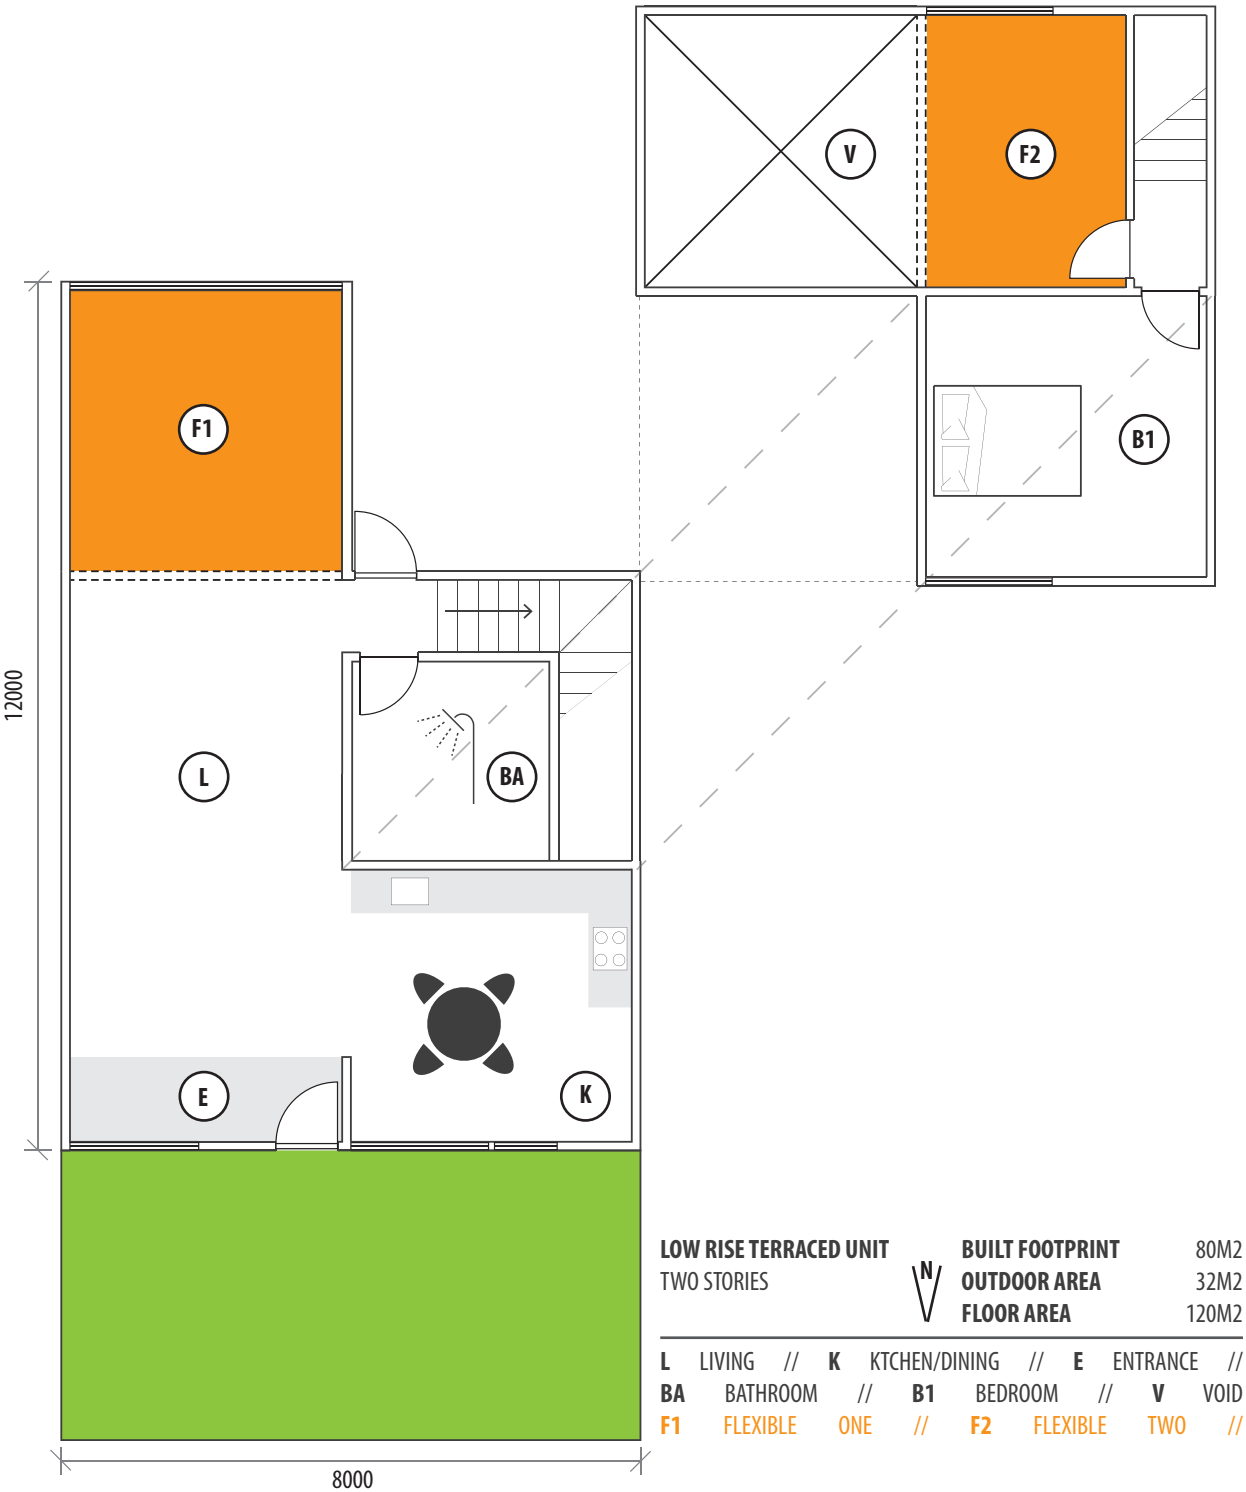 V
F2
F1
B1
12000
L
BA
E
K
LOW RISE TERRACED UNIT
TWO STORIES
N
BUILT FOOTPRINT 80M2
OUTDOOR AREA 32M2
FLOOR AREA 120M2
L LIVING // K KTCHEN/DINING // E ENTRANCE //
BA BATHROOM // B1 BEDROOM // V VOID
F1 FLEXIBLE ONE // F2 FLEXIBLE TWO //
8000